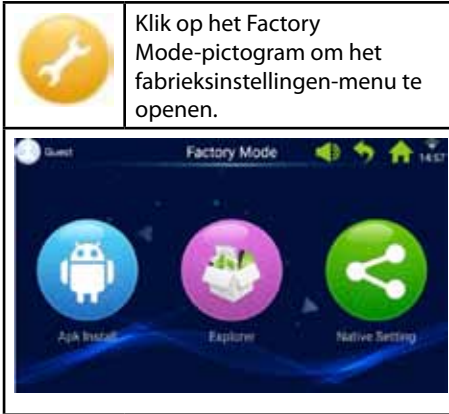 Klik op het Factory
Mode-pictogram om het
fabrieksinstellingen-menu te
openen.
Guest
Factory Mode
14:57
Apk Install
Explorer
Native Setting